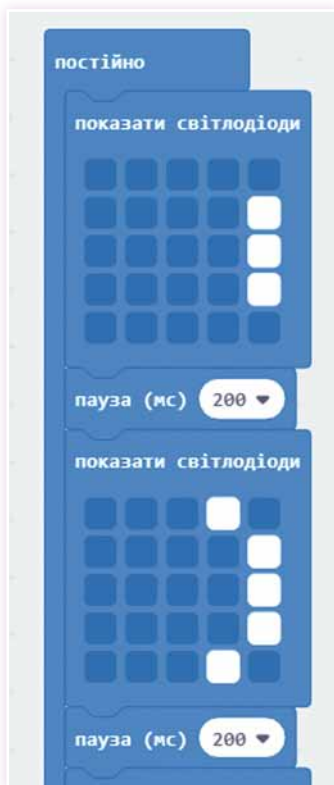 постійно
показати світлодіоди
пауза (мс) 200
показати світлодіоди
пауза (мс) 200